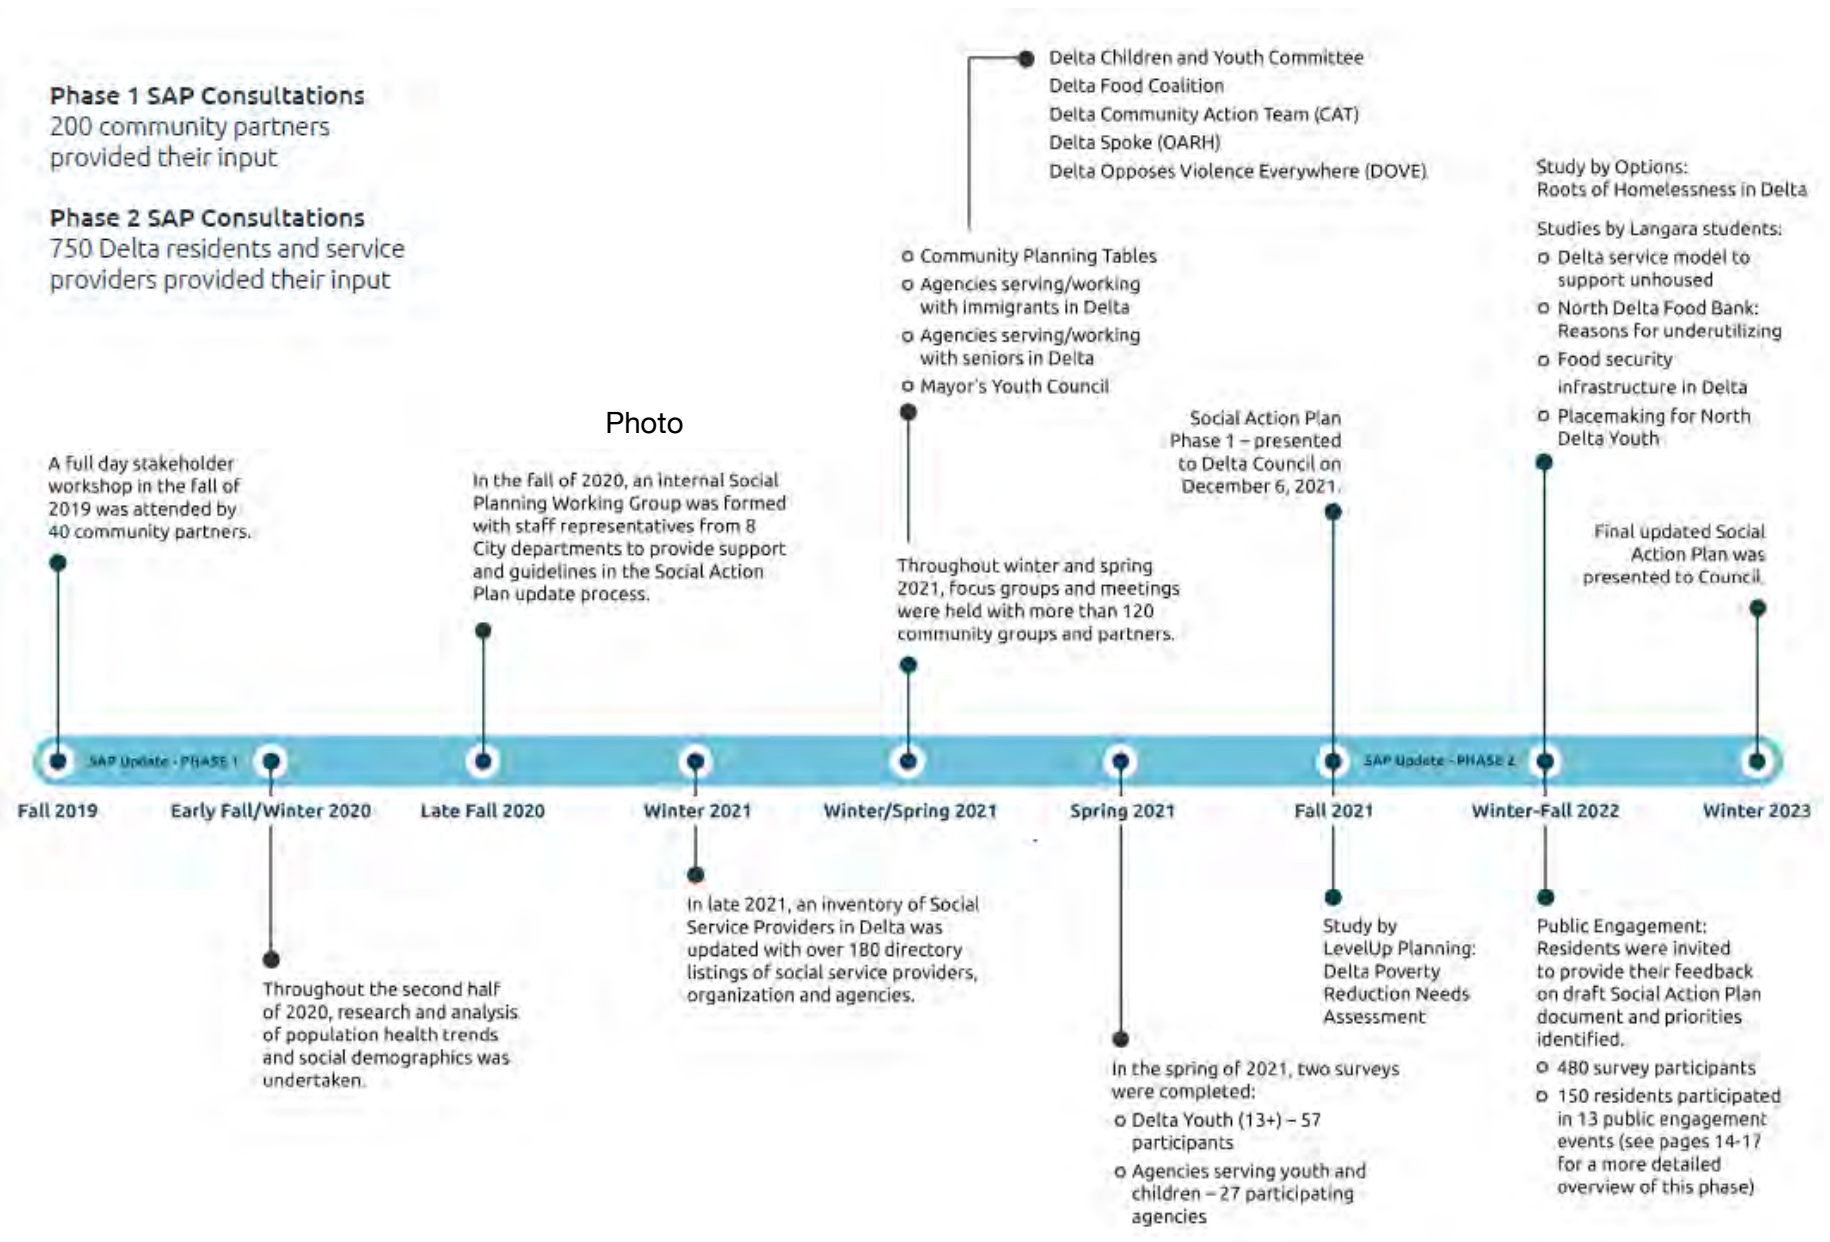 Phase 1 SAP Consultations
200 community partners
provided their input
Phase 2 SAP Consultations
750 Delta residents and service
providers provided their input
Delta Children and Youth Committee
Delta Food Coalition
Delta Community Action Team (CAT)
Delta Spoke (OARH)
Delta Opposes Violence Everywhere (DOVE)
Community Planning Tables
Agencies serving/working
with immigrants in Delta
Agencies serving/working
with seniors in Delta
Mayor's Youth Council
Study by Options:
Roots of Homelessness in Delta
Studies by Langara students:
Delta service model to
support unhoused
North Delta Food Bank:
Reasons for underutilizing
Food security
infrastructure in Delta
Placemaking for North
Delta Youth
Photo
A full day stakeholder
workshop in the fall of
2019 was attended by
40 community partners.
In the fall of 2020, an internal Social
Planning Working Group was formed
with staff representatives from 8
City departments to provide support
and guidelines in the Social Action
Plan update process.
Throughout winter and spring
2021, focus groups and meetings
were held with more than 120
community groups and partners.
Social Action Plan
Phase 1 – presented
to Delta Council on
December 6, 2021.
Final updated Social
Action Plan was
presented to Council.
SAP Update - PHASE 1
SAP Update - PHASE 2
Fall 2019
Early Fall/Winter 2020
Late Fall 2020
Winter 2021
Winter/Spring 2021
Spring 2021
Fall 2021
Winter-Fall 2022
Winter 2023
Throughout the second half
of 2020, research and analysis
of population health trends
and social demographics was
undertaken.
In late 2021, an inventory of Social
Service Providers in Delta was
updated with over 180 directory
listings of social service providers,
organization and agencies.
In the spring of 2021, two surveys
were completed:
Delta Youth (13+) – 57
participants
Agencies serving youth and
children – 27 participating
agencies
Study by
LevelUp Planning:
Delta Poverty
Reduction Needs
Assessment
Public Engagement:
Residents were invited
to provide their feedback
on draft Social Action Plan
document and priorities
identified.
480 survey participants
150 residents participated
in 13 public engagement
events (see pages 14-17
for a more detailed
overview of this phase)